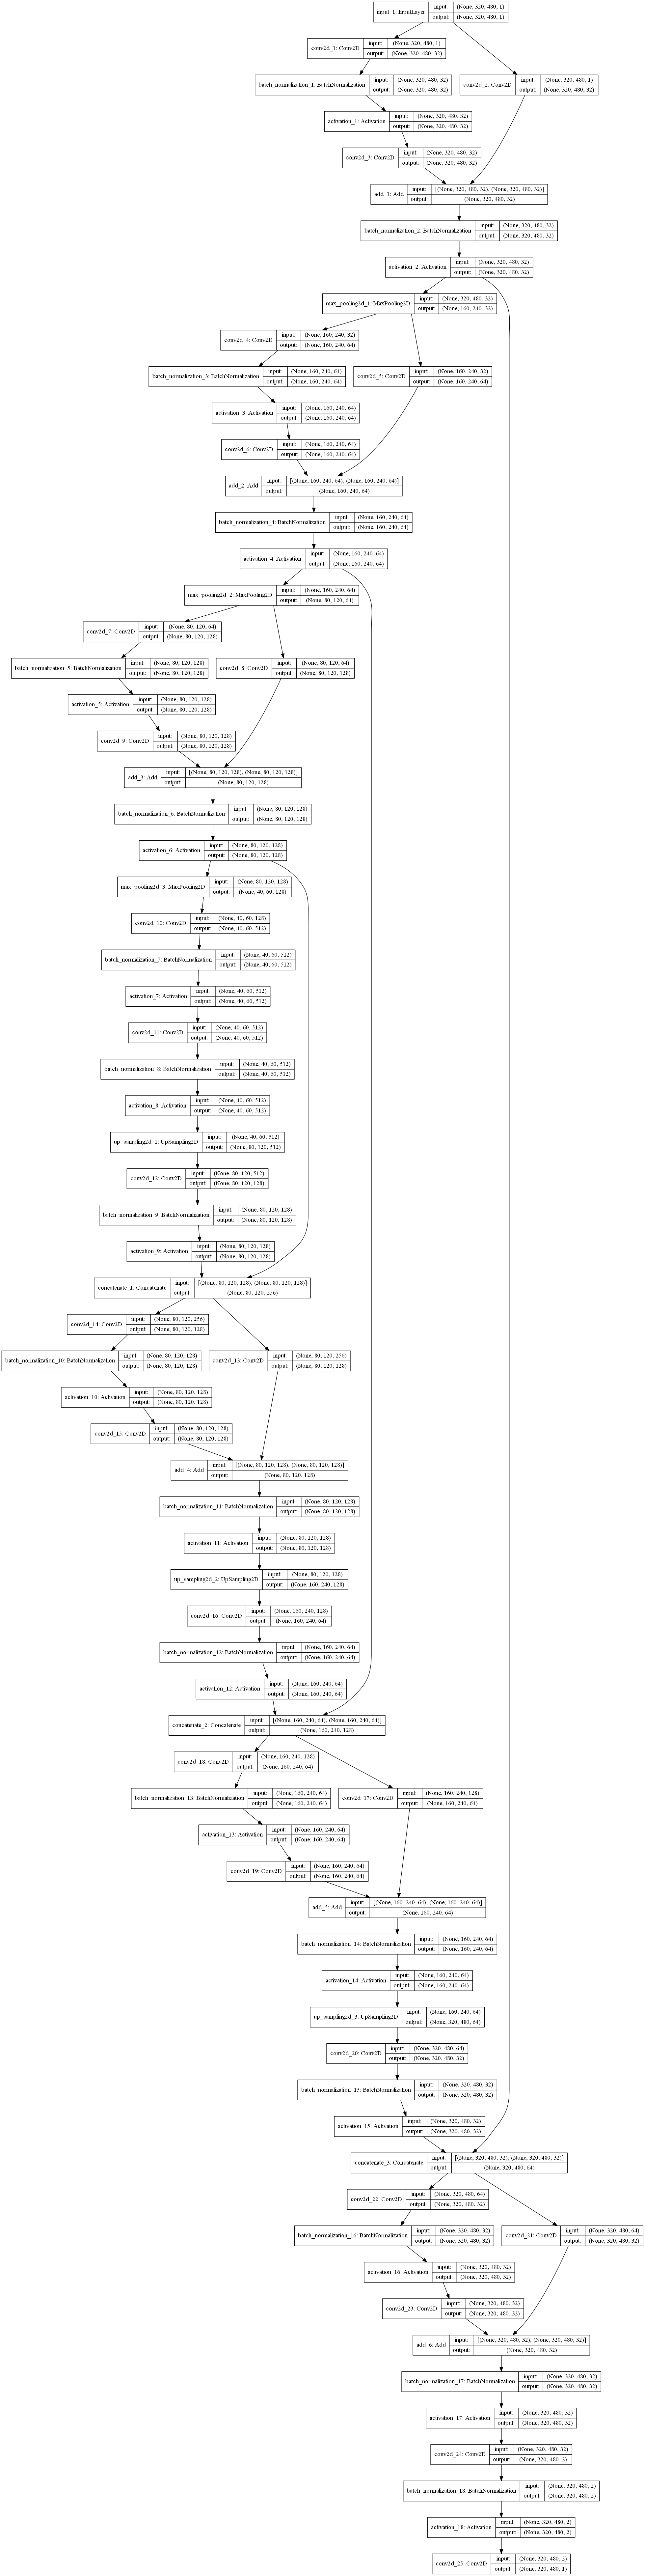 input_1: InputLayer input: (None, 320, 480, 1)
output: (None, 320, 480, 1)
conv2d_1: Conv2D input: (None, 320, 480, 1)
output: (None, 320, 480, 32)
batch_normalization_1: BatchNormalization input: (None, 320, 480, 32)
output: (None, 320, 480, 32)
conv2d_2: Conv2D input: (None, 320, 480, 1)
output: (None, 320, 480, 32)
activation_1: Activation input: (None, 320, 480, 32)
output: (None, 320, 480, 32)
conv2d_3: Conv2D input: (None, 320, 480, 32)
output: (None, 320, 480, 32)
add_1: Add input: [(None, 320, 480, 32), (None, 320, 480, 32)]
output: (None, 320, 480, 32)
batch_normalization_2: BatchNormalization input: (None, 320, 480, 32)
output: (None, 320, 480, 32)
activation_2: Activation input: (None, 320, 480, 32)
output: (None, 320, 480, 32)
max_pooling2d_1: MaxPooling2D input: (None, 320, 480, 32)
output: (None, 160, 240, 32)
conv2d_4: Conv2D input: (None, 160, 240, 32)
output: (None, 160, 240, 64)
batch_normalization_3: BatchNormalization input: (None, 160, 240, 64)
output: (None, 160, 240, 64)
conv2d_5: Conv2D input: (None, 160, 240, 32)
output: (None, 160, 240, 64)
activation_3: Activation input: (None, 160, 240, 64)
output: (None, 160, 240, 64)
conv2d_6: Conv2D input: (None, 160, 240, 64)
output: (None, 160, 240, 64)
add_2: Add input: [(None, 160, 240, 64), (None, 160, 240, 64)]
output: (None, 160, 240, 64)
batch_normalization_4: BatchNormalization input: (None, 160, 240, 64)
output: (None, 160, 240, 64)
activation_4: Activation input: (None, 160, 240, 64)
output: (None, 160, 240, 64)
max_pooling2d_2: MaxPooling2D input: (None, 160, 240, 64)
output: (None, 80, 120, 64)
conv2d_7: Conv2D input: (None, 80, 120, 64)
output: (None, 80, 120, 128)
batch_normalization_5: BatchNormalization input: (None, 80, 120, 128)
output: (None, 80, 120, 128)
conv2d_8: Conv2D input: (None, 80, 120, 64)
output: (None, 80, 120, 128)
activation_5: Activation input: (None, 80, 120, 128)
output: (None, 80, 120, 128)
conv2d_9: Conv2D input: (None, 80, 120, 128)
output: (None, 80, 120, 128)
add_3: Add input: [(None, 80, 120, 128), (None, 80, 120, 128)]
output: (None, 80, 120, 128)
batch_normalization_6: BatchNormalization input: (None, 80, 120, 128)
output: (None, 80, 120, 128)
activation_6: Activation input: (None, 80, 120, 128)
output: (None, 80, 120, 128)
max_pooling2d_3: MaxPooling2D input: (None, 80, 120, 128)
output: (None, 40, 60, 128)
conv2d_10: Conv2D input: (None, 40, 60, 128)
output: (None, 40, 60, 512)
batch_normalization_7: BatchNormalization input: (None, 40, 60, 512)
output: (None, 40, 60, 512)
activation_7: Activation input: (None, 40, 60, 512)
output: (None, 40, 60, 512)
conv2d_11: Conv2D input: (None, 40, 60, 512)
output: (None, 40, 60, 512)
batch_normalization_8: BatchNormalization input: (None, 40, 60, 512)
output: (None, 40, 60, 512)
activation_8: Activation input: (None, 40, 60, 512)
output: (None, 40, 60, 512)
up_sampling2d_1: UpSampling2D input: (None, 40, 60, 512)
output: (None, 80, 120, 512)
conv2d_12: Conv2D input: (None, 80, 120, 512)
output: (None, 80, 120, 128)
batch_normalization_9: BatchNormalization input: (None, 80, 120, 128)
output: (None, 80, 120, 128)
activation_9: Activation input: (None, 80, 120, 128)
output: (None, 80, 120, 128)
concatenate_1: Concatenate input: [(None, 80, 120, 128), (None, 80, 120, 128)]
output: (None, 80, 120, 256)
conv2d_14: Conv2D input: (None, 80, 120, 256)
output: (None, 80, 120, 128)
batch_normalization_10: BatchNormalization input: (None, 80, 120, 128)
output: (None, 80, 120, 128)
conv2d_13: Conv2D input: (None, 80, 120, 256)
output: (None, 80, 120, 128)
activation_10: Activation input: (None, 80, 120, 128)
output: (None, 80, 120, 128)
conv2d_15: Conv2D input: (None, 80, 120, 128)
output: (None, 80, 120, 128)
add_4: Add input: [(None, 80, 120, 128), (None, 80, 120, 128)]
output: (None, 80, 120, 128)
batch_normalization_11: BatchNormalization input: (None, 80, 120, 128)
output: (None, 80, 120, 128)
activation_11: Activation input: (None, 80, 120, 128)
output: (None, 80, 120, 128)
up_sampling2d_2: UpSampling2D input: (None, 80, 120, 128)
output: (None, 160, 240, 128)
conv2d_16: Conv2D input: (None, 160, 240, 128)
output: (None, 160, 240, 64)
batch_normalization_12: BatchNormalization input: (None, 160, 240, 64)
output: (None, 160, 240, 64)
activation_12: Activation input: (None, 160, 240, 64)
output: (None, 160, 240, 64)
concatenate_2: Concatenate input: [(None, 160, 240, 64), (None, 160, 240, 64)]
output: (None, 160, 240, 128)
conv2d_18: Conv2D input: (None, 160, 240, 128)
output: (None, 160, 240, 64)
batch_normalization_13: BatchNormalization input: (None, 160, 240, 64)
output: (None, 160, 240, 64)
conv2d_17: Conv2D input: (None, 160, 240, 128)
output: (None, 160, 240, 64)
activation_13: Activation input: (None, 160, 240, 64)
output: (None, 160, 240, 64)
conv2d_19: Conv2D input: (None, 160, 240, 64)
output: (None, 160, 240, 64)
add_5: Add input: [(None, 160, 240, 64), (None, 160, 240, 64)]
output: (None, 160, 240, 64)
batch_normalization_14: BatchNormalization input: (None, 160, 240, 64)
output: (None, 160, 240, 64)
activation_14: Activation input: (None, 160, 240, 64)
output: (None, 160, 240, 64)
up_sampling2d_3: UpSampling2D input: (None, 160, 240, 64)
output: (None, 320, 480, 64)
conv2d_20: Conv2D input: (None, 320, 480, 64)
output: (None, 320, 480, 32)
batch_normalization_15: BatchNormalization input: (None, 320, 480, 32)
output: (None, 320, 480, 32)
activation_15: Activation input: (None, 320, 480, 32)
output: (None, 320, 480, 32)
concatenate_3: Concatenate input: [(None, 320, 480, 32), (None, 320, 480, 32)]
output: (None, 320, 480, 64)
conv2d_22: Conv2D input: (None, 320, 480, 64)
output: (None, 320, 480, 32)
batch_normalization_16: BatchNormalization input: (None, 320, 480, 32)
output: (None, 320, 480, 32)
conv2d_21: Conv2D input: (None, 320, 480, 64)
output: (None, 320, 480, 32)
activation_16: Activation input: (None, 320, 480, 32)
output: (None, 320, 480, 32)
conv2d_23: Conv2D input: (None, 320, 480, 32)
output: (None, 320, 480, 32)
add_6: Add input: [(None, 320, 480, 32), (None, 320, 480, 32)]
output: (None, 320, 480, 32)
batch_normalization_17: BatchNormalization input: (None, 320, 480, 32)
output: (None, 320, 480, 32)
activation_17: Activation input: (None, 320, 480, 32)
output: (None, 320, 480, 32)
conv2d_24: Conv2D input: (None, 320, 480, 32)
output: (None, 320, 480, 2)
batch_normalization_18: BatchNormalization input: (None, 320, 480, 2)
output: (None, 320, 480, 2)
activation_18: Activation input: (None, 320, 480, 2)
output: (None, 320, 480, 2)
conv2d_25: Conv2D input: (None, 320, 480, 2)
output: (None, 320, 480, 1)